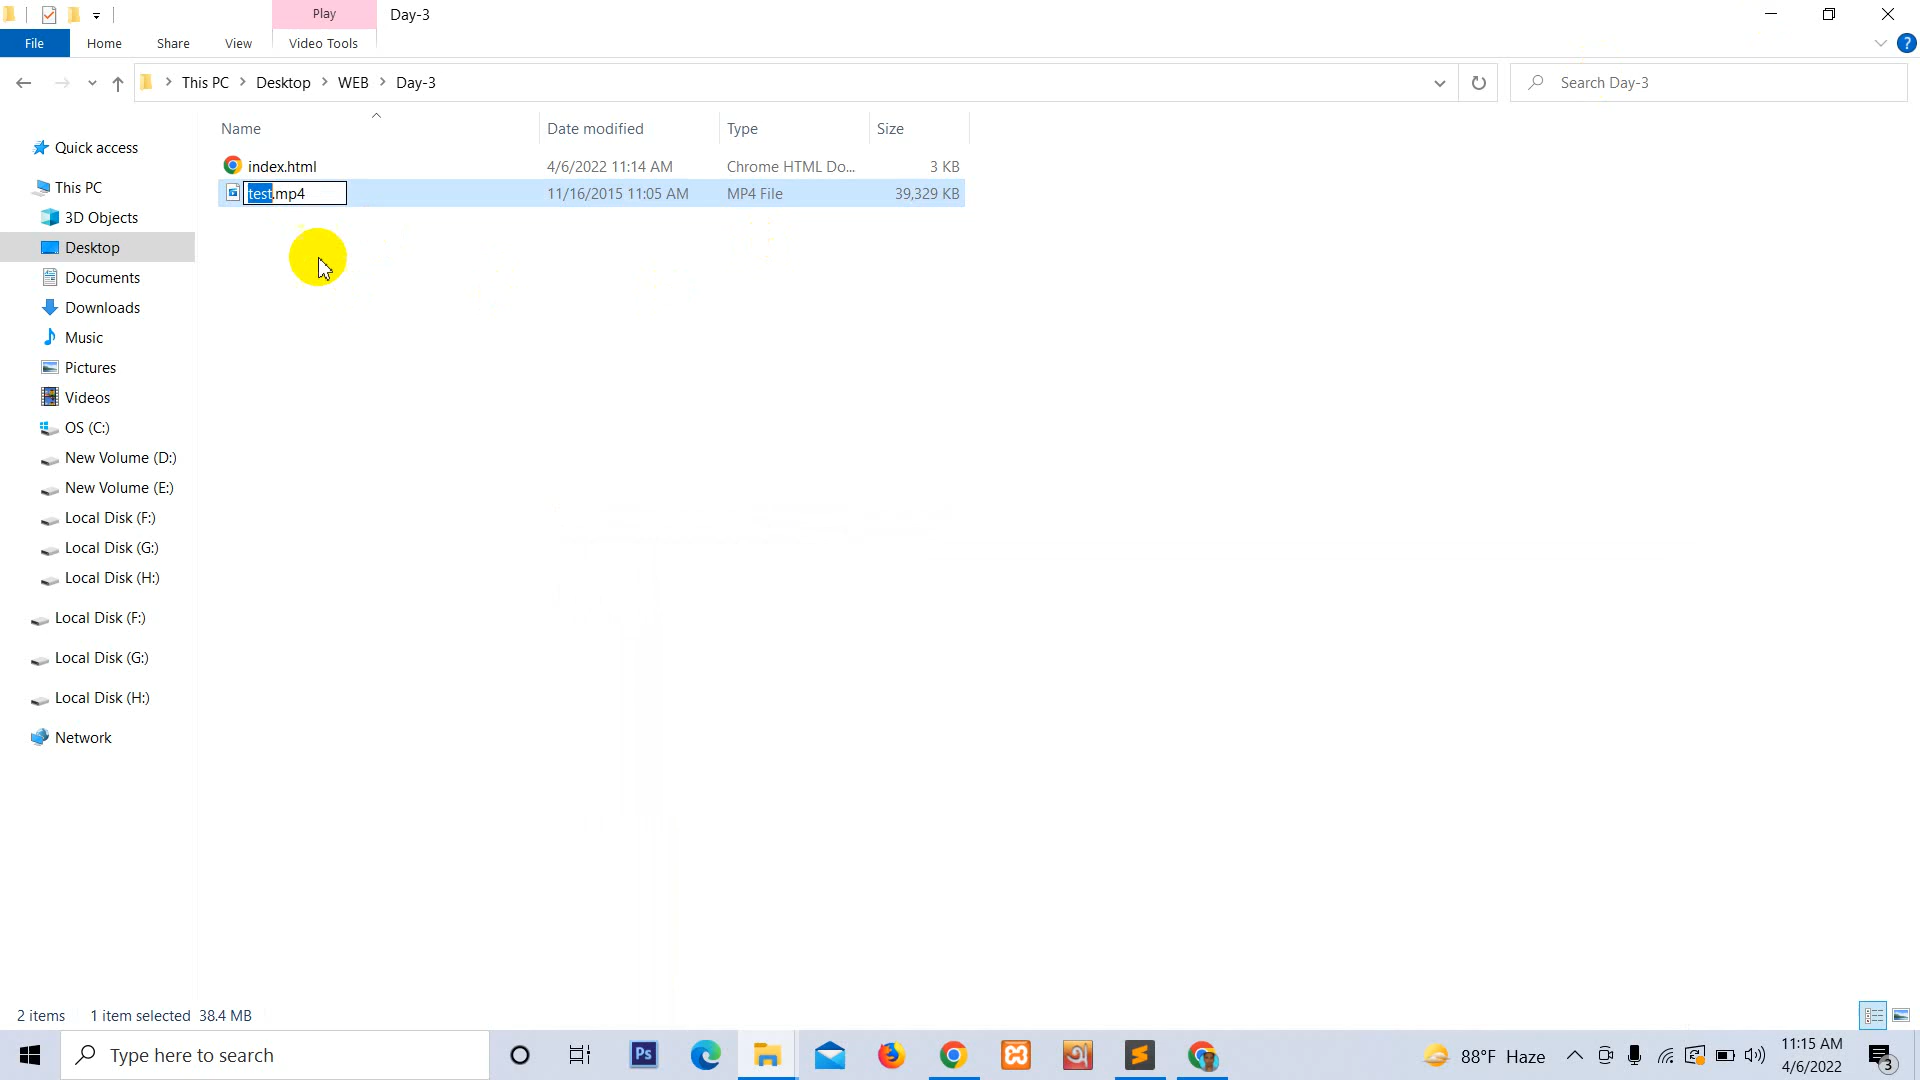 Play
Day-3
File
Home
Share
View
Video Tools
This PC
Desktop
WEB
Day-3
Search Day-3
Name
Date modified
Type
Size
index.html
4/6/2022 11:14 AM
Chrome HTML Do...
3 KB
test.mp4
11/16/2015 11:05 AM
MP4 File
39,329 KB
Quick access
This PC
3D Objects
Desktop
Documents
Downloads
Music
Pictures
Videos
OS (C:)
New Volume (D:)
New Volume (E:)
Local Disk (F:)
Local Disk (G:)
Local Disk (H:)
Local Disk (F:)
Local Disk (G:)
Local Disk (H:)
Network
2 items
1 item selected 38.4 MB
Type here to search
Ps
অ
88°F Haze
11:15 AM
4/6/2022
3